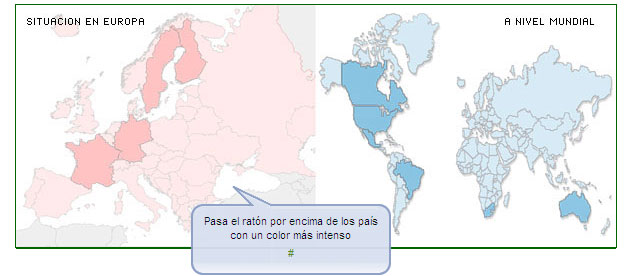 SITUACION EN EUROPA
A NIVEL MUNDIAL
Pasa el ratón por encima de los país
con un color más intenso
#